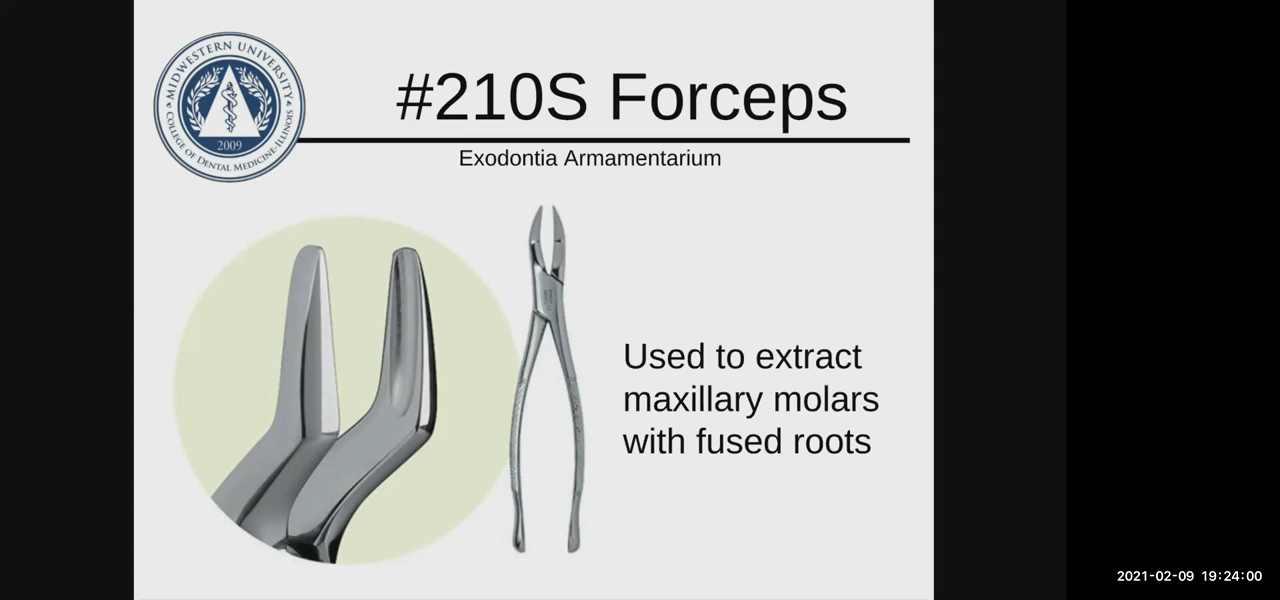 MIDWESTERN UNIVERSITY
COLLEGE OF DENTAL MEDICINE-ILLINOIS
2009
#210S Forceps
Exodontia Armamentarium
Used to extract
maxillary molars
with fused roots
2021-02-09 19:24:00